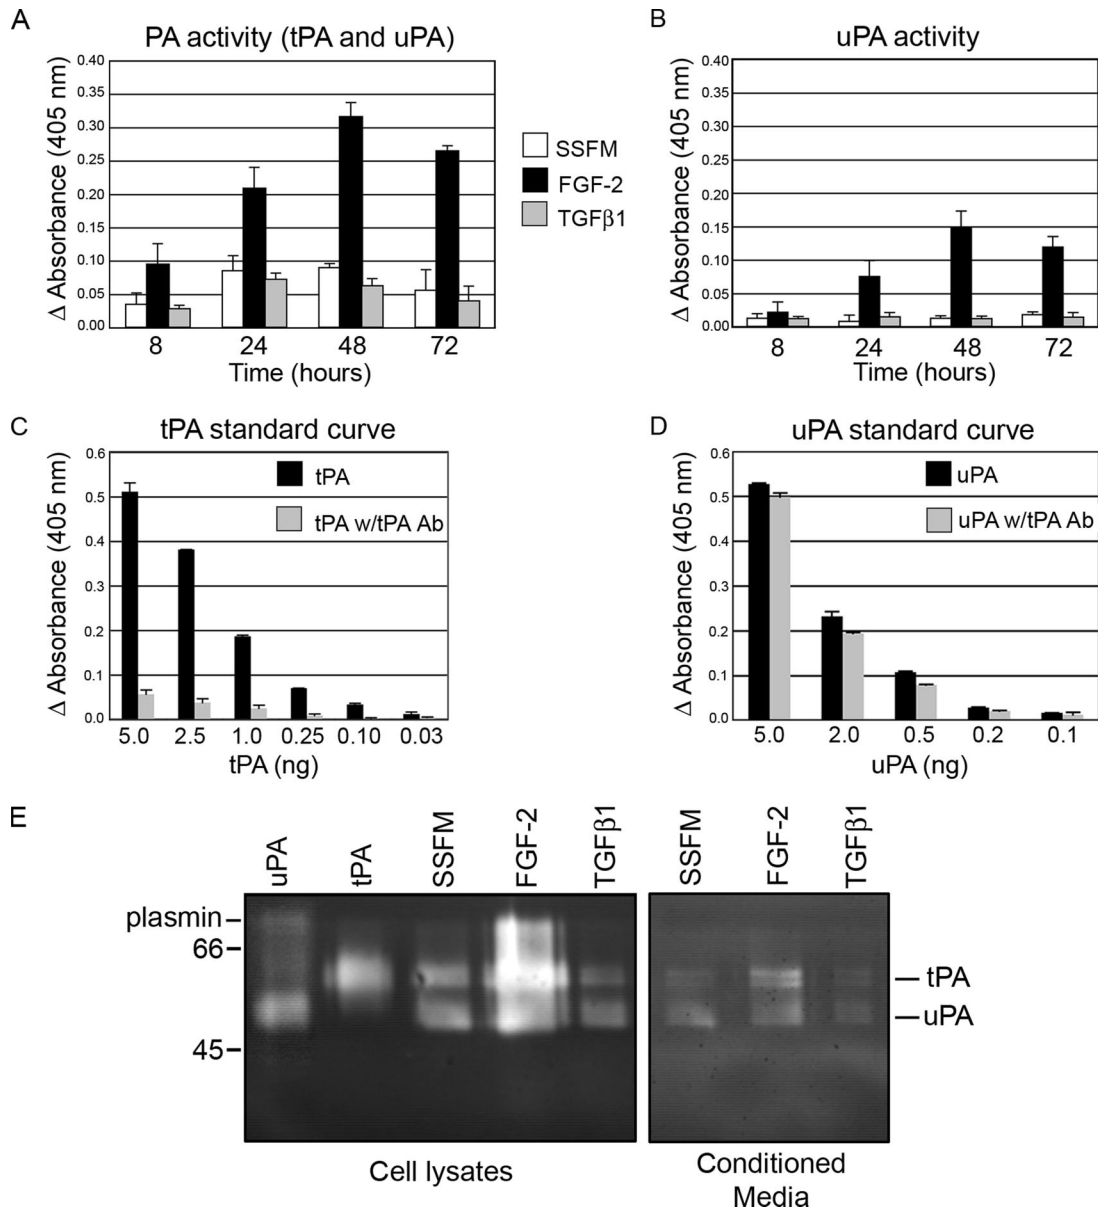 A
PA activity (tPA and uPA)
Δ Absorbance (405 nm)
0.40
0.35
0.30
0.25
0.20
0.15
0.10
0.05
0.00
8 24 48 72
Time (hours)
SSFM
FGF-2
TGFβ1
B
uPA activity
Δ Absorbance (405 nm)
0.40
0.35
0.30
0.25
0.20
0.15
0.10
0.05
0.00
8 24 48 72
Time (hours)
C
tPA standard curve
Δ Absorbance (405 nm)
0.6
0.5
0.4
0.3
0.2
0.1
0.0
tPA
tPA w/tPA Ab
5.0 2.5 1.0 0.25 0.10 0.03
tPA (ng)
D
uPA standard curve
Δ Absorbance (405 nm)
0.6
0.5
0.4
0.3
0.2
0.1
0.0
uPA
uPA w/tPA Ab
5.0 2.0 0.5 0.2 0.1
uPA (ng)
E
uPA tPA SSFM FGF-2 TGFβ1
SSFM FGF-2 TGFβ1
plasmin
66
45
tPA
uPA
Cell lysates
Conditioned
Media